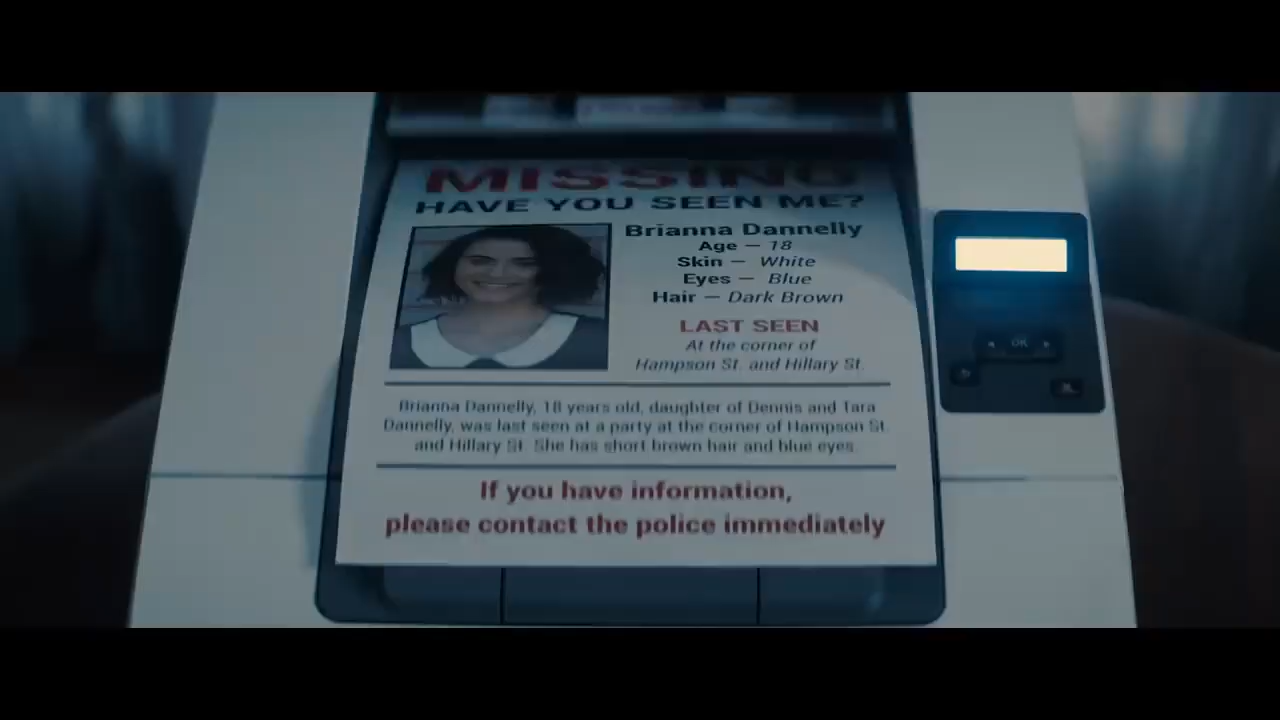 MISSING
HAVE YOU SEEN ME?
Brianna Dannelly
Age — 18
Skin — White
Eyes — Blue
Hair — Dark Brown
LAST SEEN
At the corner of
Hampson St. and Hillary St.
Brianna Dannelly, 18 years old, daughter of Dennis and Tara
Dannelly, was last seen at a party at the corner of Hampson St.
and Hillary St. She has short brown hair and blue eyes.
If you have information,
please contact the police immediately
OK